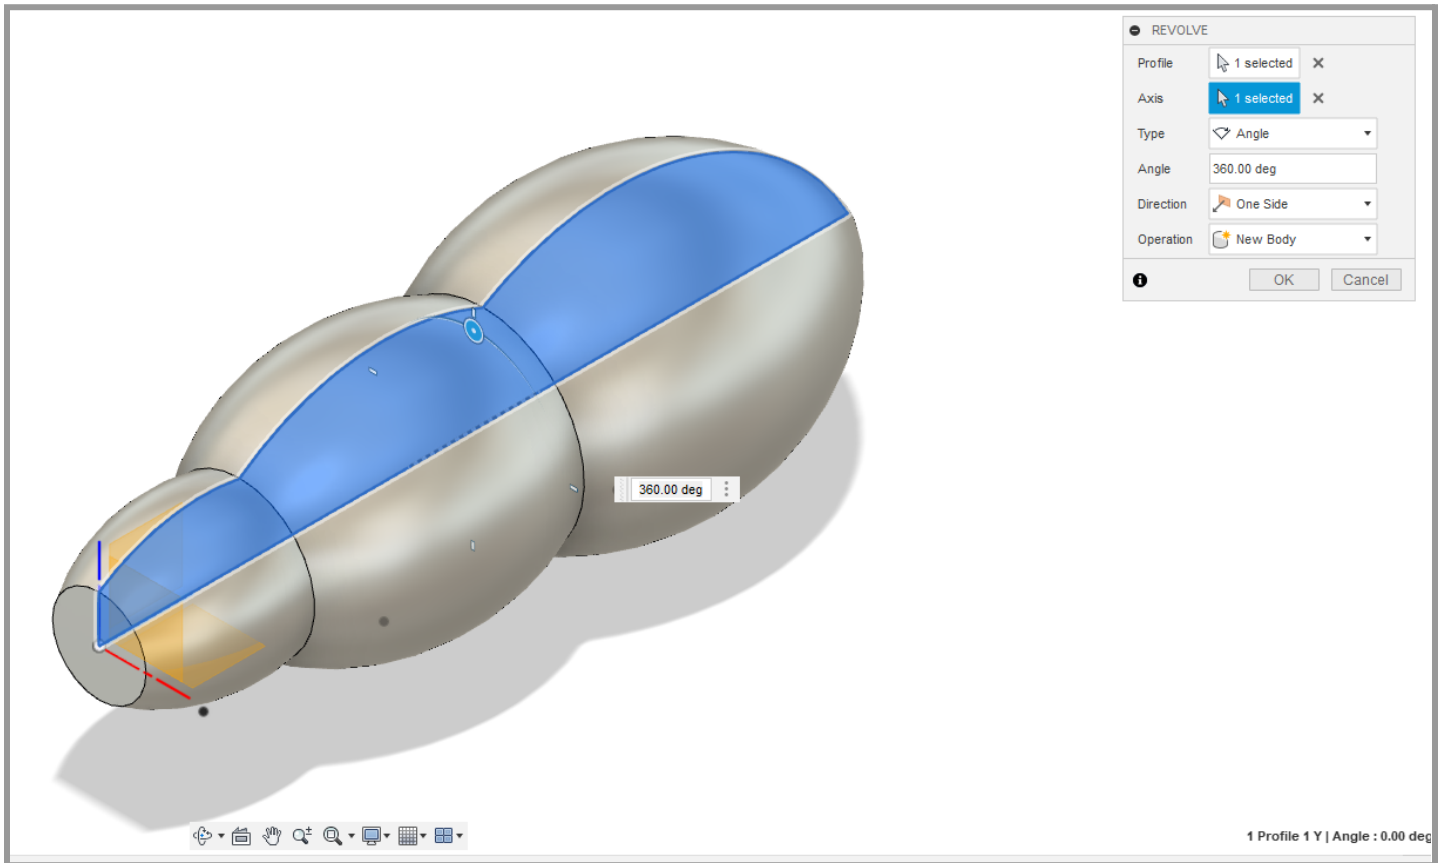 REVOLVE
Profile 1 selected
Axis 1 selected
Type Angle
Angle 360.00 deg
Direction One Side
Operation New Body
OK Cancel
360.00 deg
1 Profile 1 Y | Angle : 0.00 deg